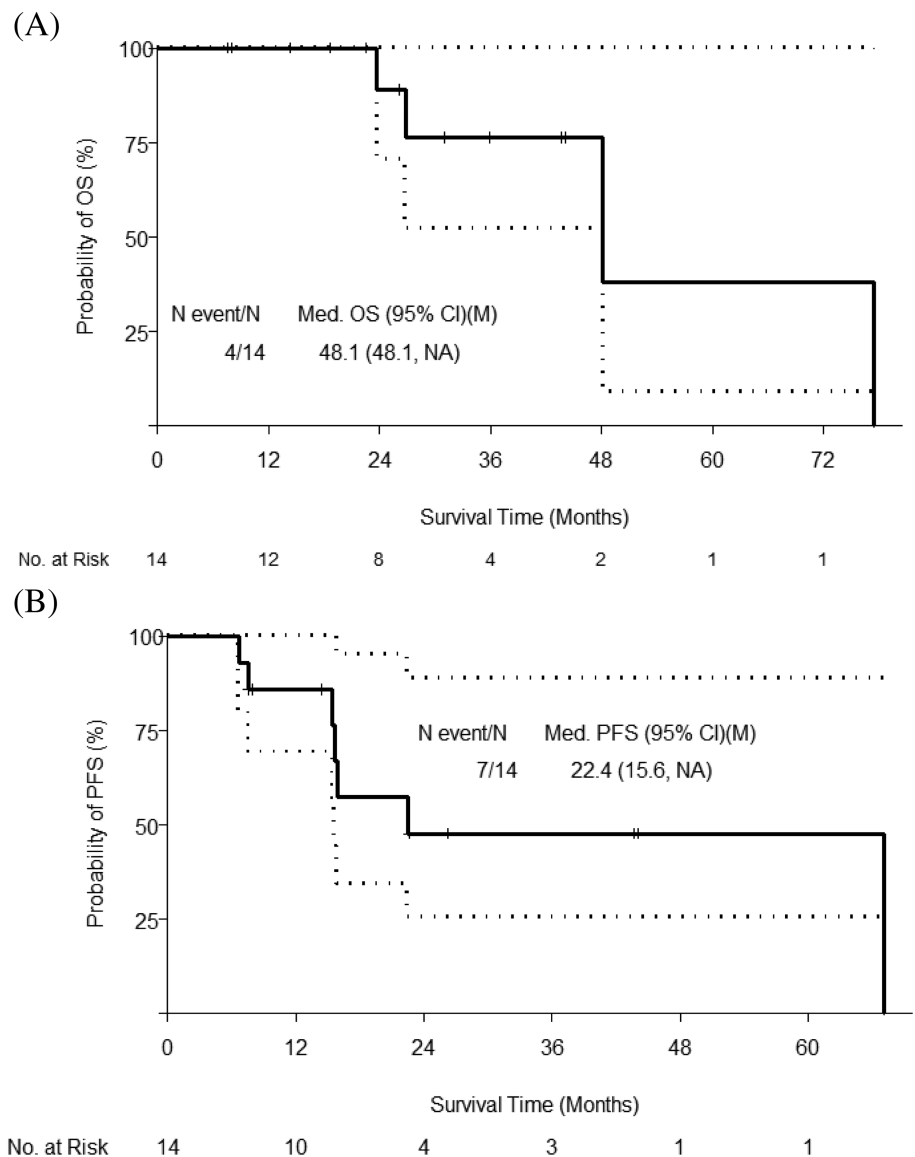 (A)
100
75
50
25
Probability of OS (%)
N event/N Med. OS (95% CI)(M)
4/14 48.1 (48.1, NA)
0 12 24 36 48 60 72
Survival Time (Months)
No. at Risk 14 12 8 4 2 1 1
(B)
100
75
50
25
Probability of PFS (%)
N event/N Med. PFS (95% CI)(M)
7/14 22.4 (15.6, NA)
0 12 24 36 48 60
Survival Time (Months)
No. at Risk 14 10 4 3 1 1